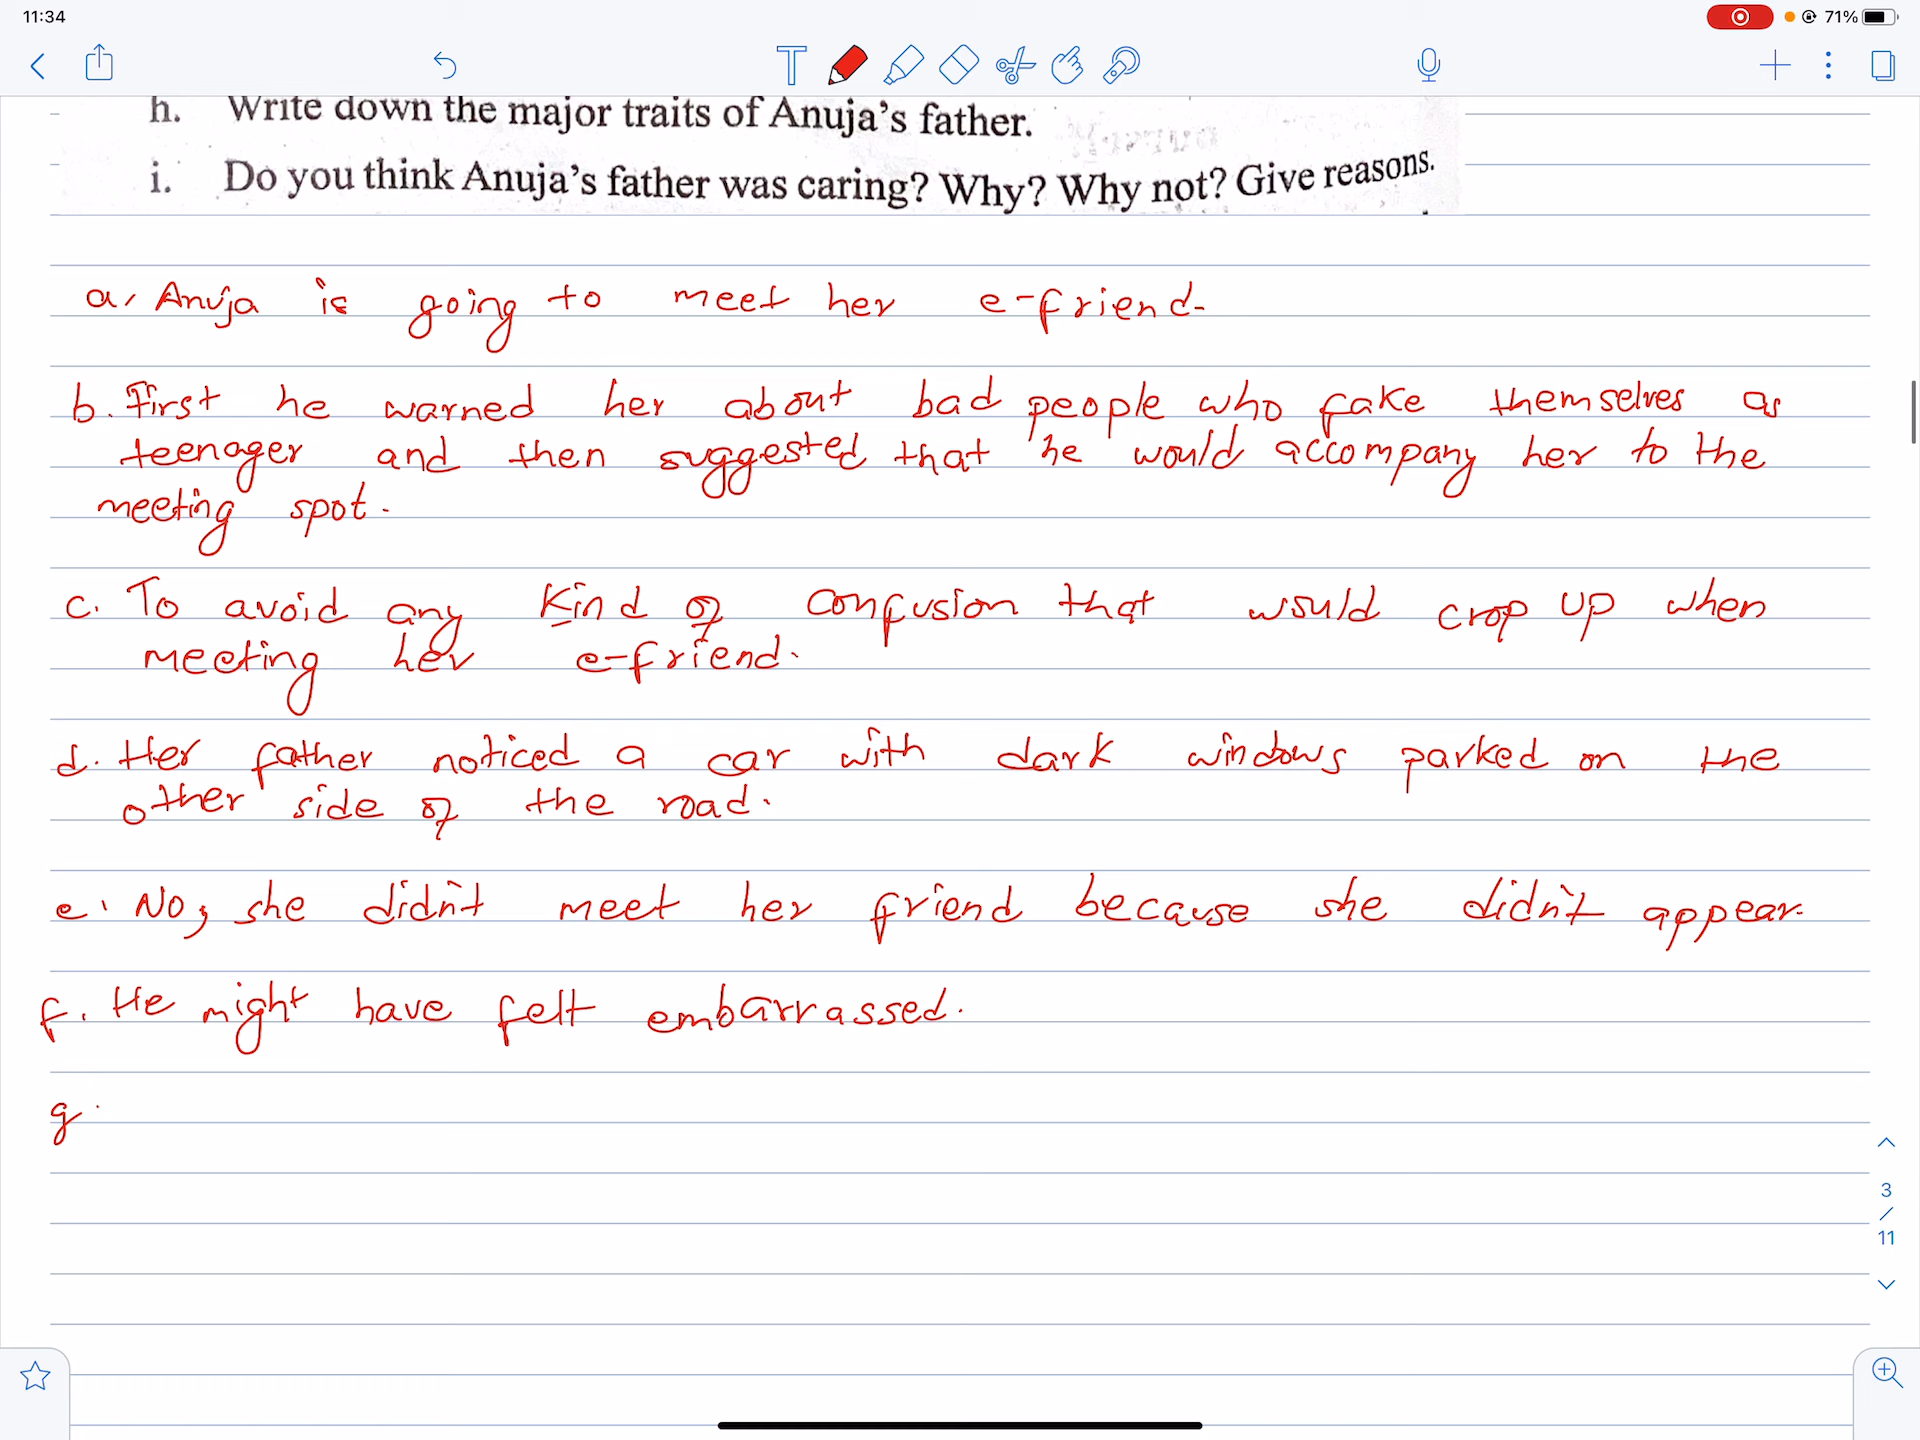 11:34
71%
h. Write down the major traits of Anuja's father.
i. Do you think Anuja's father was caring? Why? Why not? Give reasons.
a. Anuja is going to meet her e-friend.
b. First he warned her about bad people who fake themselves as
teenager and then suggested that he would accompany her to the
meeting spot.
c. To avoid any kind of confusion that would crop up when
meeting her e-friend.
d. Her father noticed a car with dark windows parked on the
other side of the road.
e. No, she didn't meet her friend because she didn't appear.
f. He might have felt embarrassed.
g.
3
/
11